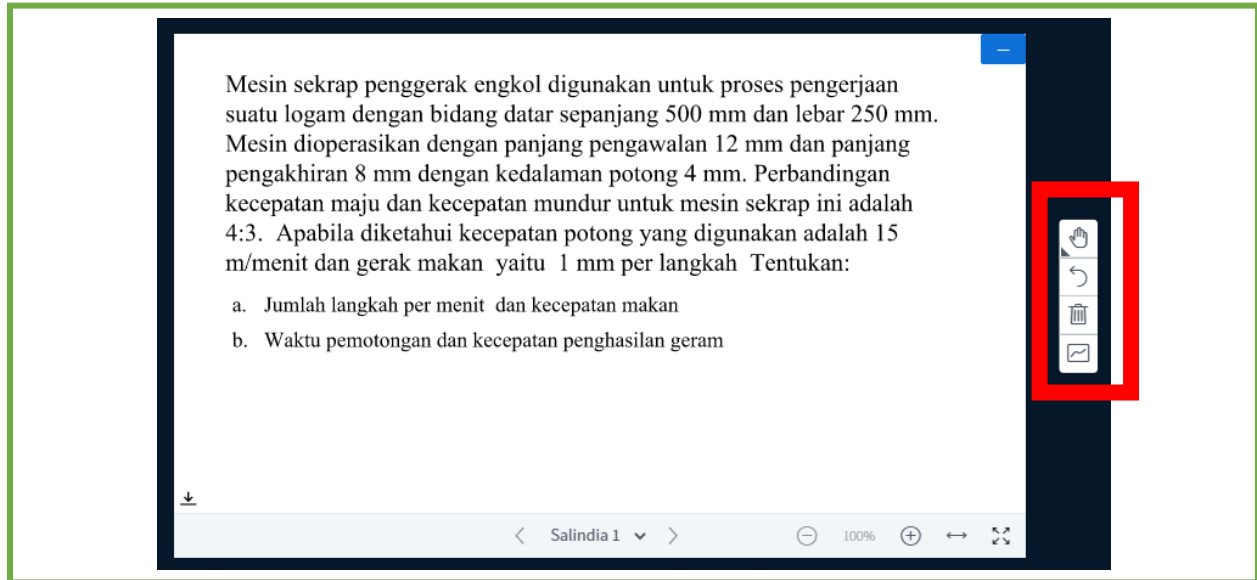 Mesin sekrap penggerak engkol digunakan untuk proses pengerjaan
suatu logam dengan bidang datar sepanjang 500 mm dan lebar 250 mm.
Mesin dioperasikan dengan panjang pengawalan 12 mm dan panjang
pengakhiran 8 mm dengan kedalaman potong 4 mm. Perbandingan
kecepatan maju dan kecepatan mundur untuk mesin sekrap ini adalah
4:3. Apabila diketahui kecepatan potong yang digunakan adalah 15
m/menit dan gerak makan yaitu 1 mm per langkah Tentukan:
a. Jumlah langkah per menit dan kecepatan makan
b. Waktu pemotongan dan kecepatan penghasilan geram
Salindia 1 100%